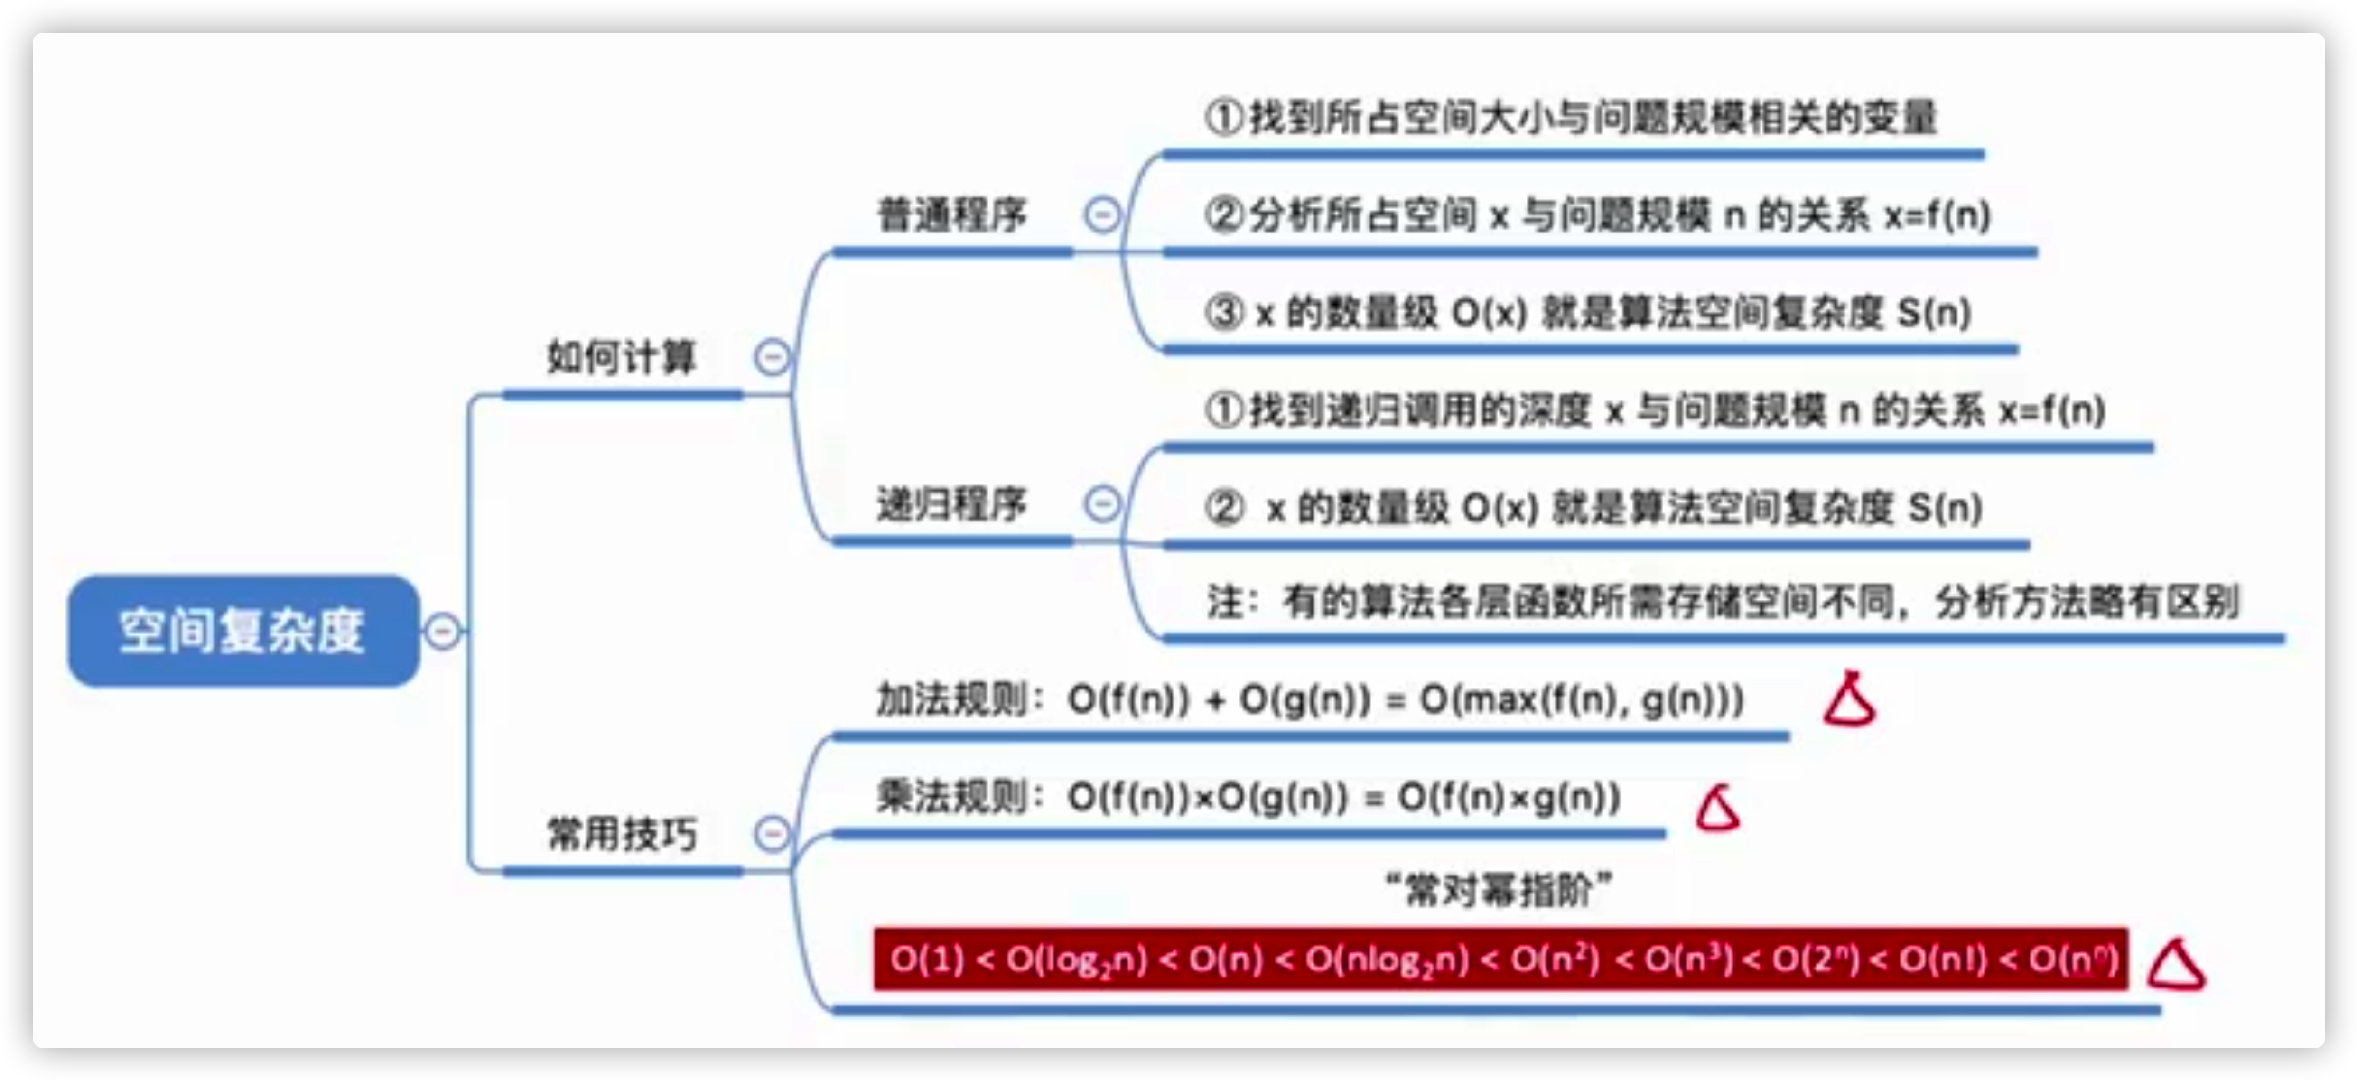 空间复杂度
如何计算
普通程序
①找到所占空间大小与问题规模相关的变量
②分析所占空间 x 与问题规模 n 的关系 x=f(n)
③ x 的数量级 O(x) 就是算法空间复杂度 S(n)
递归程序
①找到递归调用的深度 x 与问题规模 n 的关系 x=f(n)
② x 的数量级 O(x) 就是算法空间复杂度 S(n)
注：有的算法各层函数所需存储空间不同，分析方法略有区别
常用技巧
加法规则：O(f(n)) + O(g(n)) = O(max(f(n), g(n)))
乘法规则：O(f(n))×O(g(n)) = O(f(n)×g(n))
“常对幂指阶”
O(1) < O(log₂n) < O(n) < O(nlog₂n) < O(n²) < O(n³) < O(2ⁿ) < O(n!) < O(nⁿ)